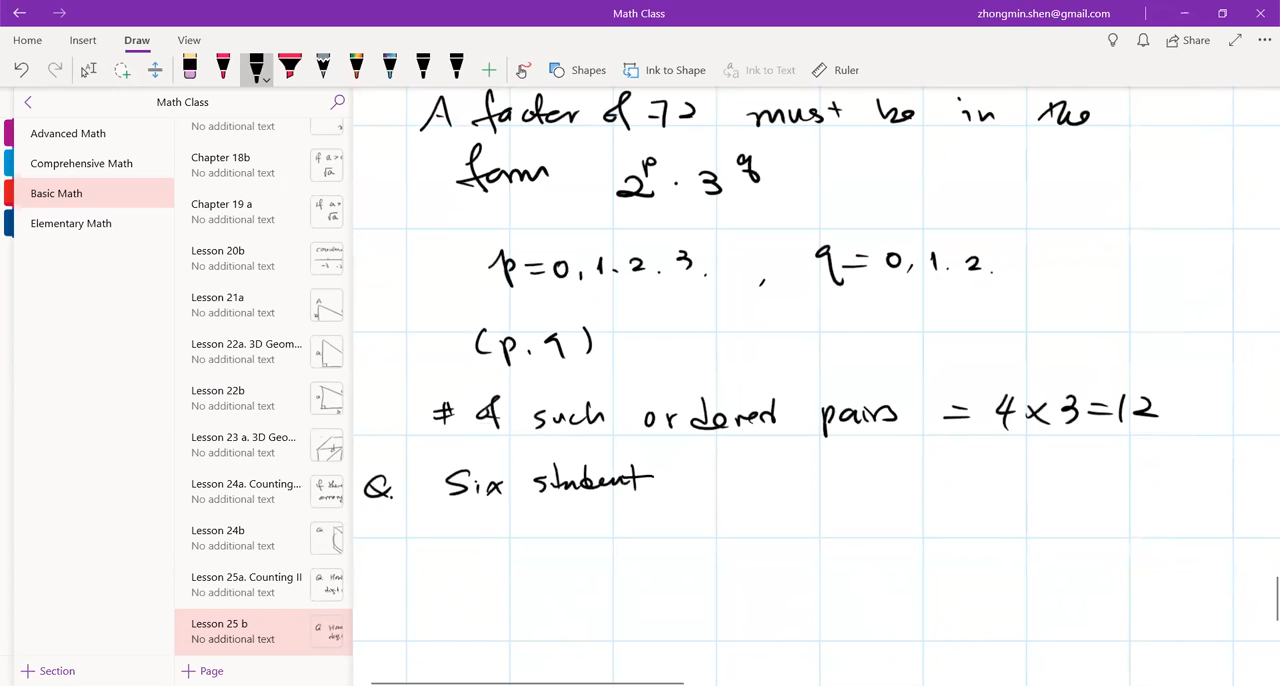 Math Class
zhongmin.shen@gmail.com
Home
Insert
Draw
View
Share
Shapes
Ink to Shape
Ink to Text
Ruler
Math Class
Advanced Math
Comprehensive Math
Basic Math
Elementary Math
Section
No additional text
Chapter 18b
No additional text
Chapter 19 a
No additional text
Lesson 20b
No additional text
Lesson 21a
No additional text
Lesson 22a. 3D Geom...
No additional text
Lesson 22b
No additional text
Lesson 23 a. 3D Geo...
No additional text
Lesson 24a. Counting...
No additional text
Lesson 24b
No additional text
Lesson 25a. Counting II
No additional text
Lesson 25 b
No additional text
Page
A factor of 72 must be in the
form 2^p · 3^q
p = 0, 1. 2. 3. , q = 0, 1. 2.
(p. q)
# of such ordered pairs = 4 × 3 = 12
Q. Six student